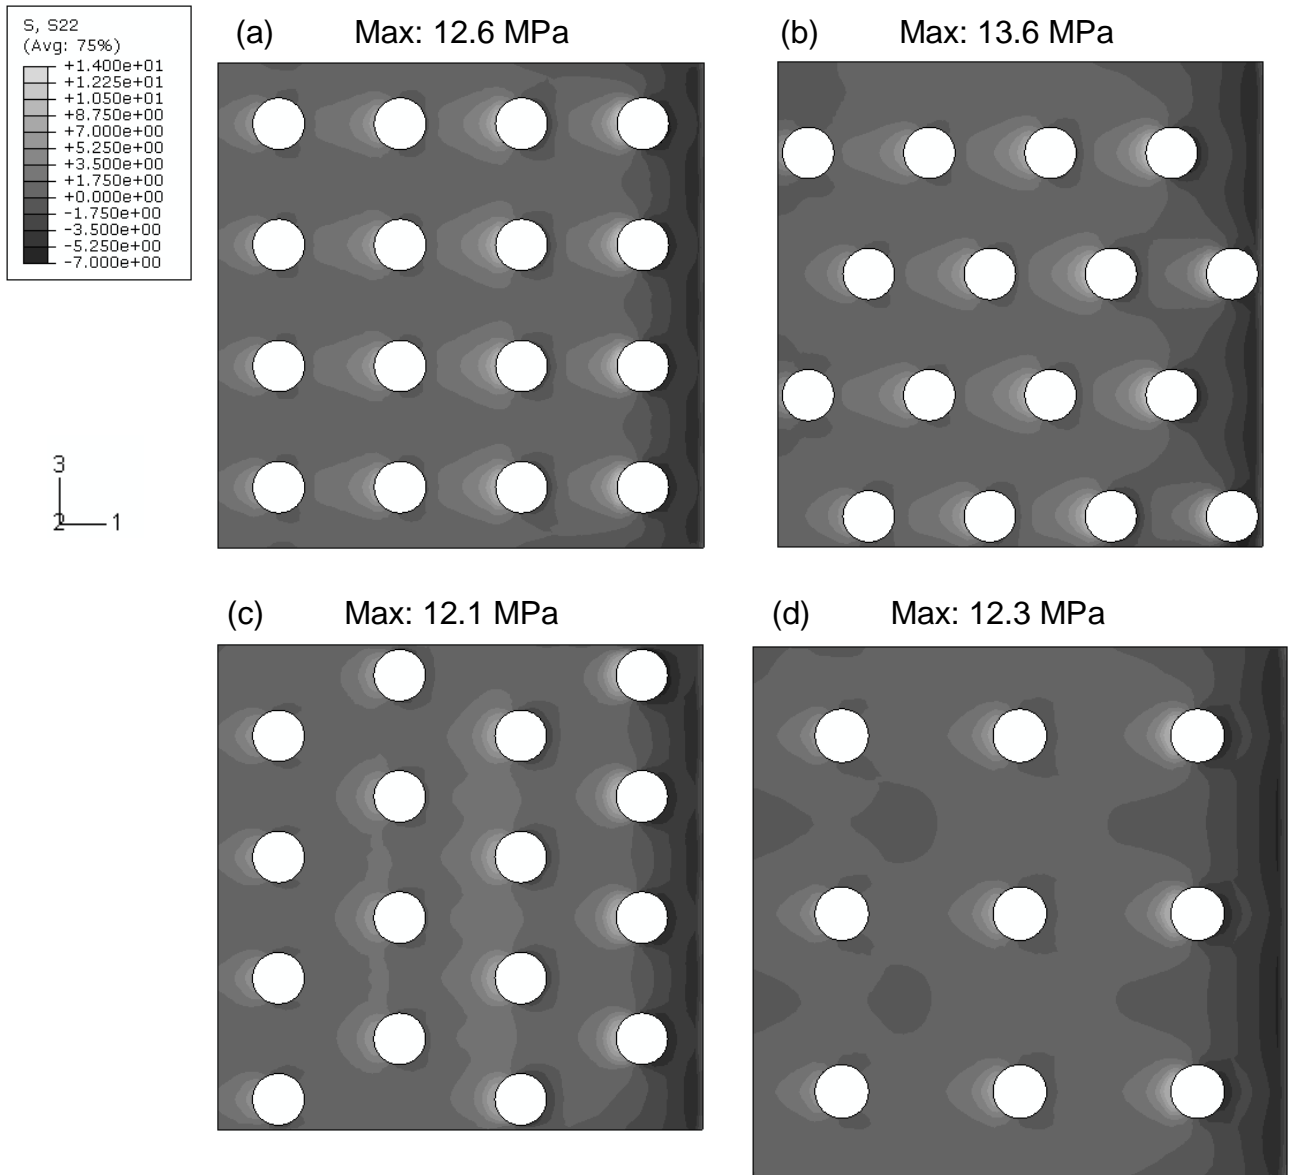 S, S22
(Avg: 75%)
+1.400e+01
+1.225e+01
+1.050e+01
+8.750e+00
+7.000e+00
+5.250e+00
+3.500e+00
+1.750e+00
+0.000e+00
-1.750e+00
-3.500e+00
-5.250e+00
-7.000e+00
(a) Max: 12.6 MPa
(b) Max: 13.6 MPa
3
2 1
(c) Max: 12.1 MPa
(d) Max: 12.3 MPa